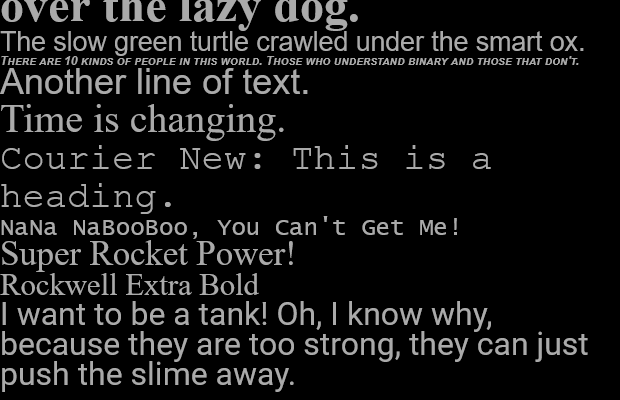 over the lazy dog.
The slow green turtle crawled under the smart ox.
THERE ARE 10 KINDS OF PEOPLE IN THIS WORLD. THOSE WHO UNDERSTAND BINARY AND THOSE THAT DON'T.
Another line of text.
Time is changing.
Courier New: This is a
heading.
NaNa NaBooBoo, You Can't Get Me!
Super Rocket Power!
Rockwell Extra Bold
I want to be a tank! Oh, I know why,
because they are too strong, they can just
push the slime away.